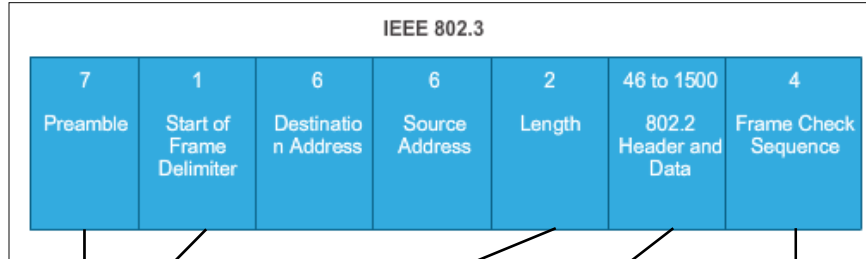 IEEE 802.3
7
Preamble
1
Start of
Frame
Delimiter
6
Destinatio
n Address
6
Source
Address
2
Length
46 to 1500
802.2
Header and
Data
4
Frame Check
Sequence